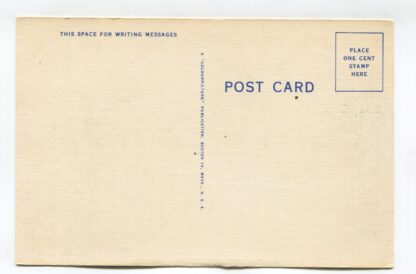 THIS SPACE FOR WRITING MESSAGES
A "COLOURPICTURE" PUBLICATION, BOSTON 15, MASS., U. S. A.
POST CARD
PLACE
ONE CENT
STAMP
HERE